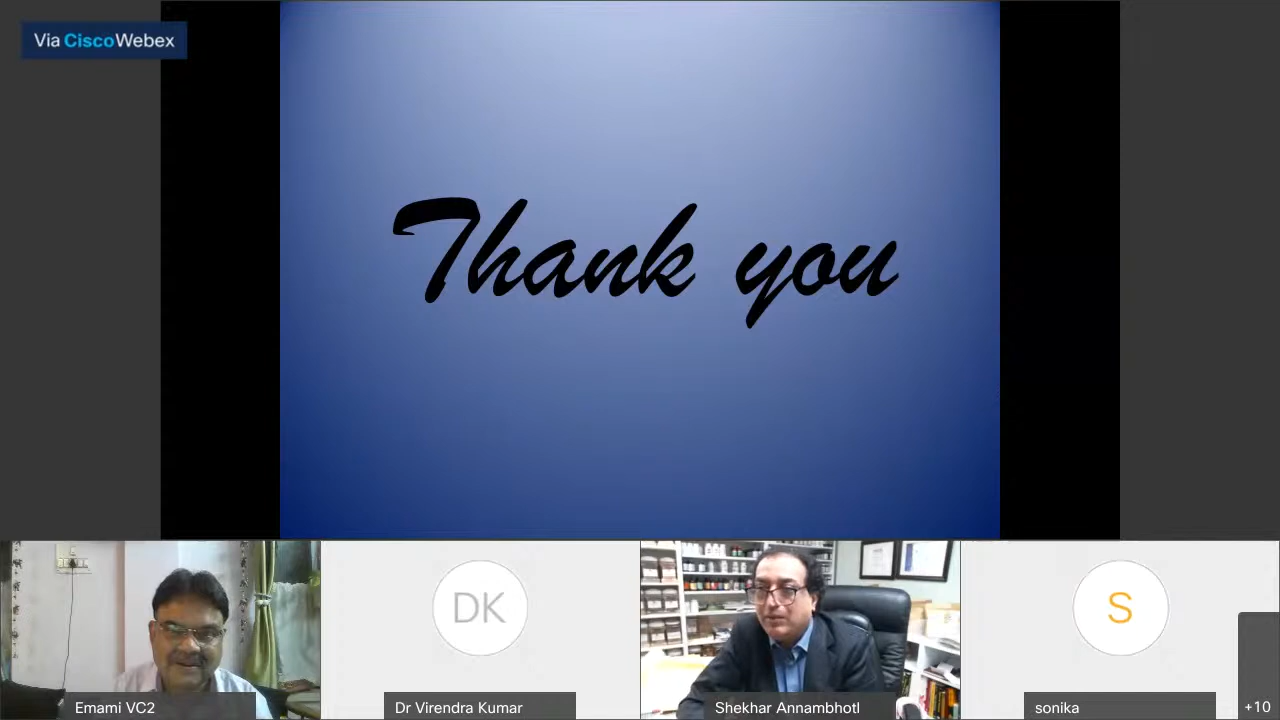 Via CiscoWebex
Thank you
DK
S
Emami VC2
Dr Virendra Kumar
Shekhar Annambhotl
sonika
+10